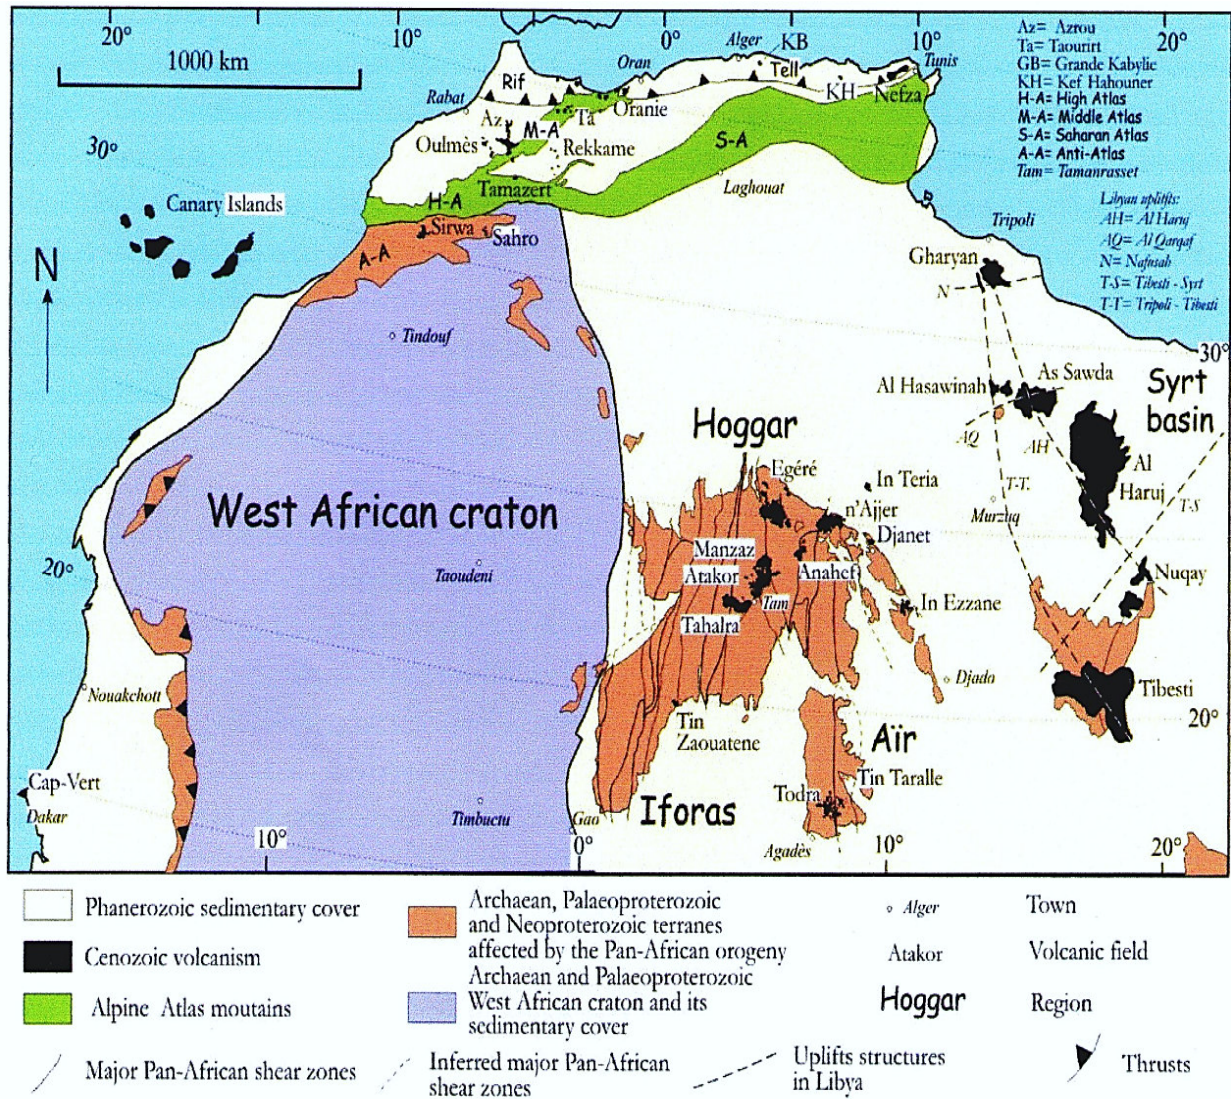 20°
10°
0°
10°
20°
1000 km
Alger
KB
Oran
Tell
Tunis
Rif
KH
Nefza
Rabat
Oranie
Az
Ta
M-A
Oulmès
Rekkame
S-A
30°
Tamazert
Laghouat
H-A
Canary Islands
Sirwa
Sahro
A-A
N
Tindouf
Az= Azrou
Ta= Taourirt
GB= Grande Kabylie
KH= Kef Hahouner
H-A= High Atlas
M-A= Middle Atlas
S-A= Saharan Atlas
A-A= Anti-Atlas
Tam= Tamanrasset
Libyan uplifts:
AH= Al Haruj
AQ= Al Qarqaf
N= Nafusah
T-S= Tibesti - Syrt
T-T= Tripoli - Tibesti
Tripoli
Gharyan
N
30°
Al Hasawinah
As Sawda
Syrt
basin
AQ
AH
Al
Haruj
T-T.
T-S
Murzuq
Nuqay
Tibesti
20°
Hoggar
Egéré
In Teria
n'Ajjer
Djanet
Manzaz
Atakor
Anahef
Tam
Tahalra
In Ezzane
Djado
Tin
Zaouatene
Aïr
Tin Taralle
Todra
Iforas
Agadès
West African craton
Taoudeni
20°
Nouakchott
Cap-Vert
Dakar
Timbuctu
Gao
10°
0°
10°
20°
Phanerozoic sedimentary cover
Cenozoic volcanism
Alpine Atlas moutains
Archaean, Palaeoproterozoic
and Neoproterozoic terranes
affected by the Pan-African orogeny
Archaean and Palaeoproterozoic
West African craton and its
sedimentary cover
Alger
Town
Atakor
Volcanic field
Hoggar
Region
Major Pan-African shear zones
Inferred major Pan-African
shear zones
Uplifts structures
in Libya
Thrusts